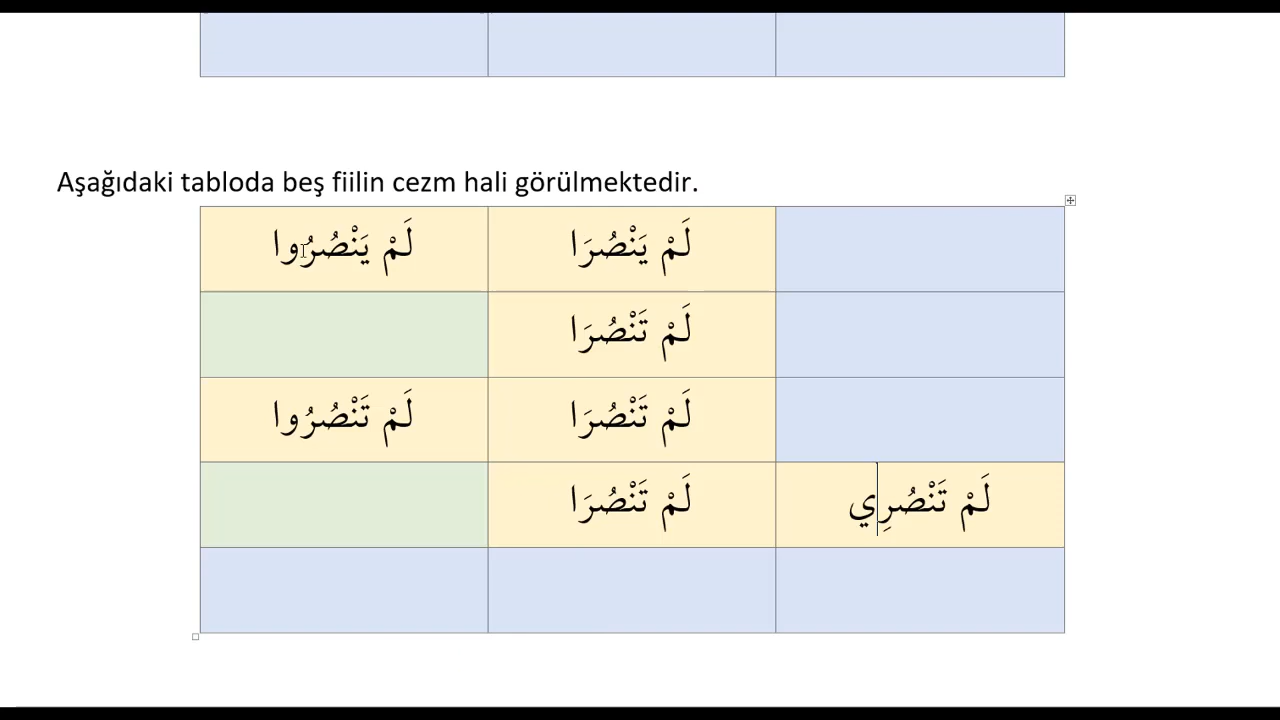 Aşağıdaki tabloda beş fiilin cezm hali görülmektedir.
لَمْ يَنْصُرَا لَمْ يَنْصُرُوا
لَمْ تَنْصُرَا
لَمْ تَنْصُرَا لَمْ تَنْصُرُوا
لَمْ تَنْصُرِي لَمْ تَنْصُرَا